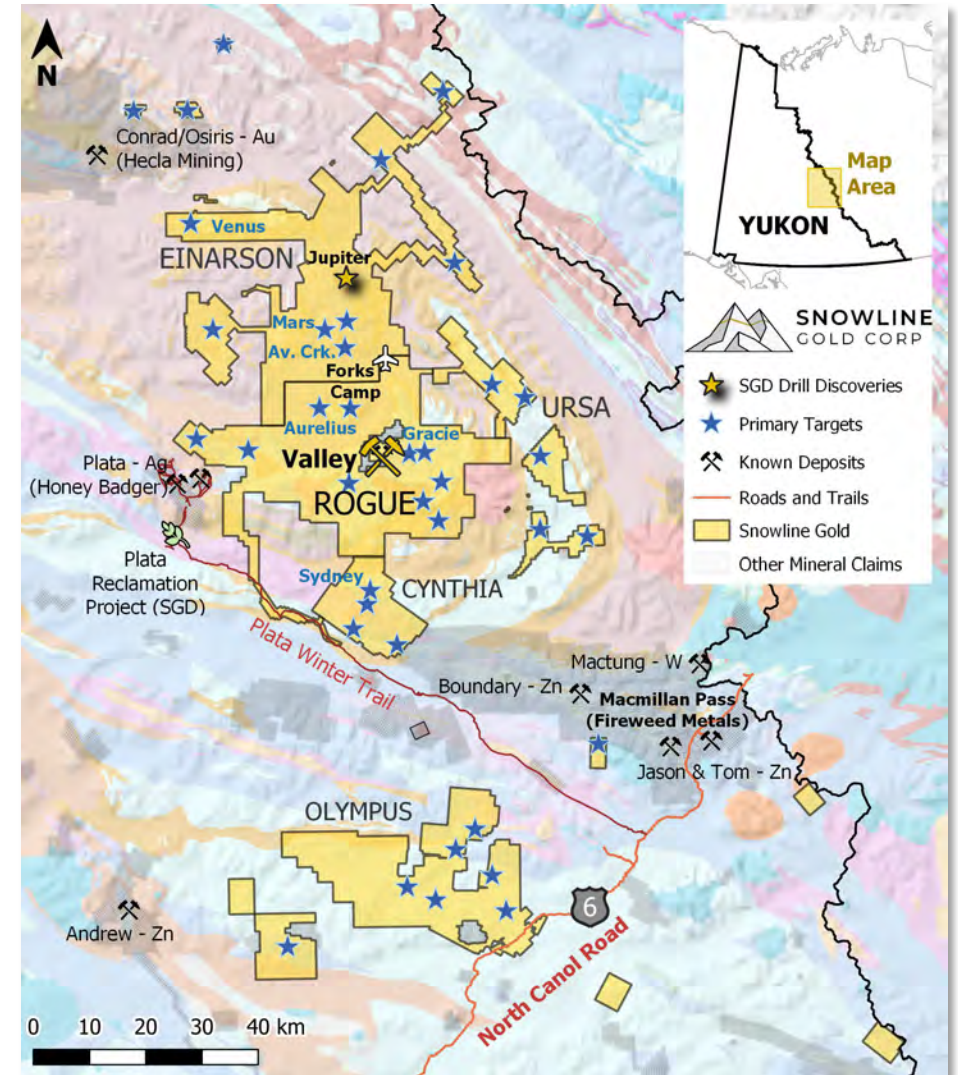 N
Conrad/Osiris - Au
(Hecla Mining)
Venus
EINARSON
Jupiter
Mars
Av. Crk.
Forks
Camp
Aurelius
Gracie
Valley
ROGUE
URSA
Plata - Ag
(Honey Badger)
Plata
Reclamation
Project (SGD)
Sydney
CYNTHIA
Plata Winter Trail
Mactung - W
Boundary - Zn
Macmillan Pass
(Fireweed Metals)
Jason & Tom - Zn
OLYMPUS
Andrew - Zn
6
North Canol Road
0 10 20 30 40 km
Map
Area
YUKON
SNOWLINE
GOLD CORP
SGD Drill Discoveries
Primary Targets
Known Deposits
Roads and Trails
Snowline Gold
Other Mineral Claims